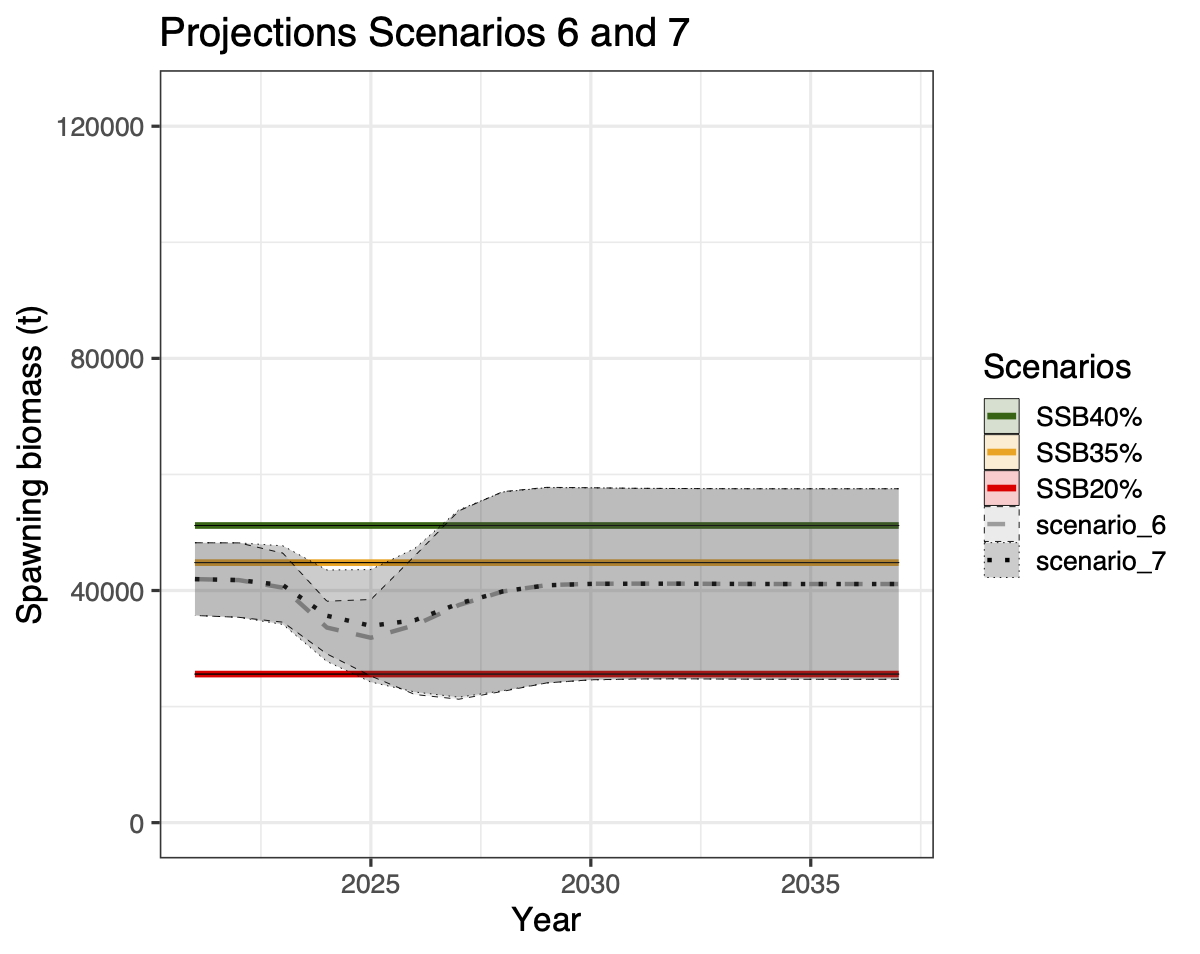 Projections Scenarios 6 and 7
120000
80000
40000
0
Spawning biomass (t)
2025 2030 2035
Year
Scenarios
SSB40%
SSB35%
SSB20%
scenario_6
scenario_7